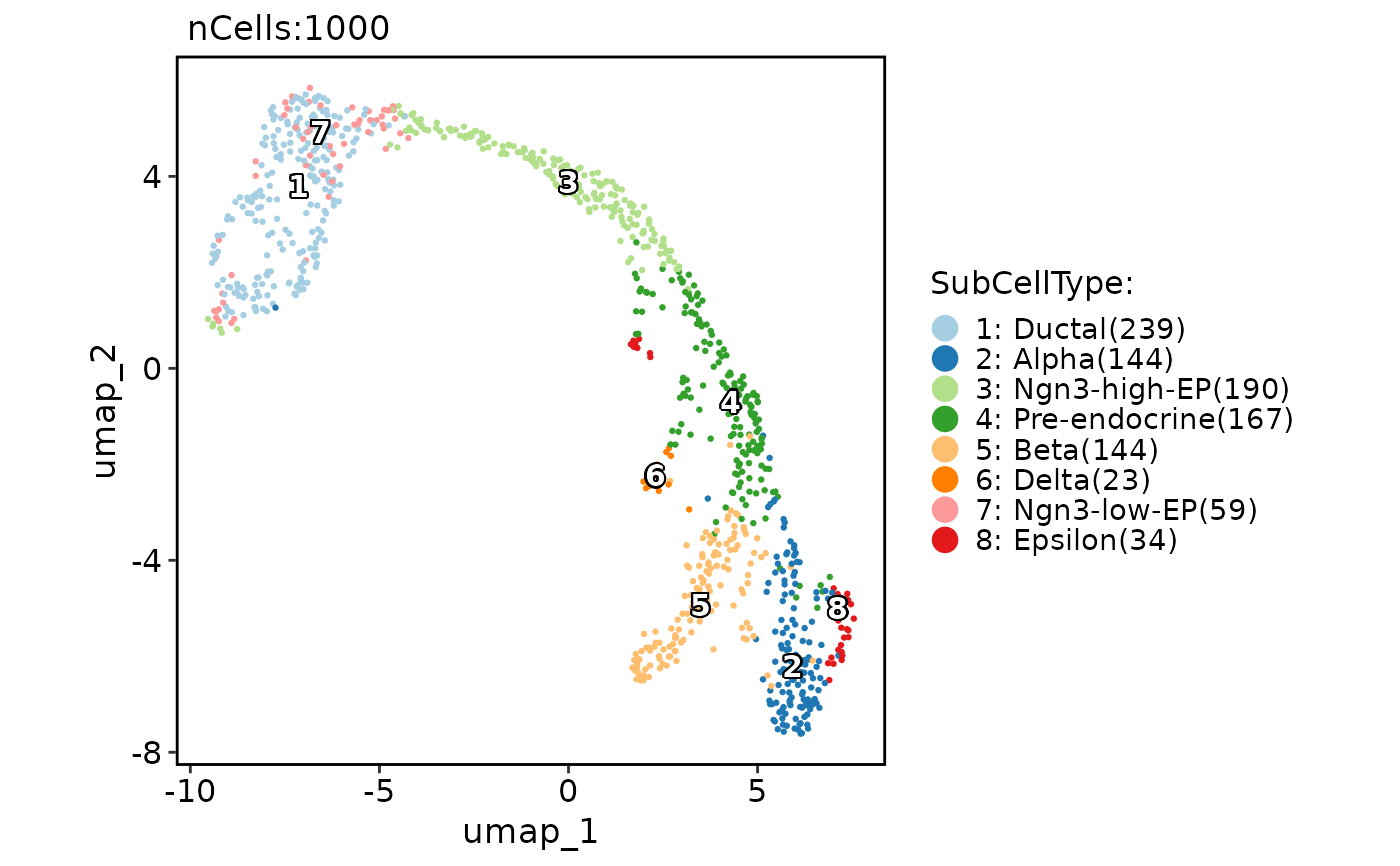 nCells:1000
umap_2
4
0
-4
-8
-10
-5
0
5
umap_1
7
1
3
4
6
5
8
2
SubCellType:
1: Ductal(239)
2: Alpha(144)
3: Ngn3-high-EP(190)
4: Pre-endocrine(167)
5: Beta(144)
6: Delta(23)
7: Ngn3-low-EP(59)
8: Epsilon(34)